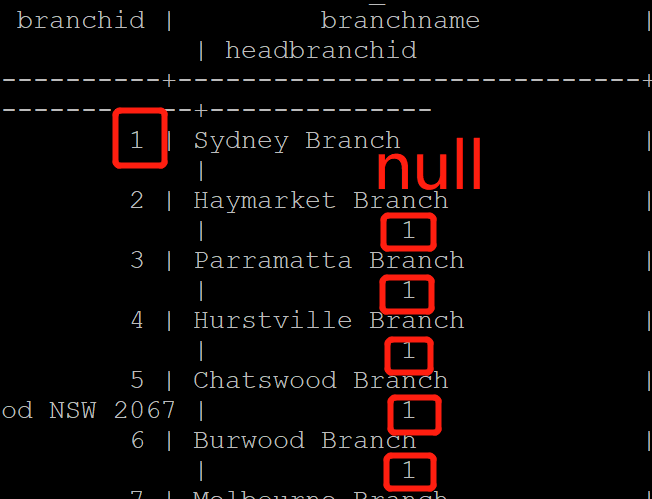 branchid | branchname |
| headbranchid
----------+-----------------------------+
------------+--------------
1 | Sydney Branch |
| null
2 | Haymarket Branch |
| 1
3 | Parramatta Branch |
| 1
4 | Hurstville Branch |
| 1
5 | Chatswood Branch |
od NSW 2067 | 1
6 | Burwood Branch |
| 1
7 | Melbourne Branch |